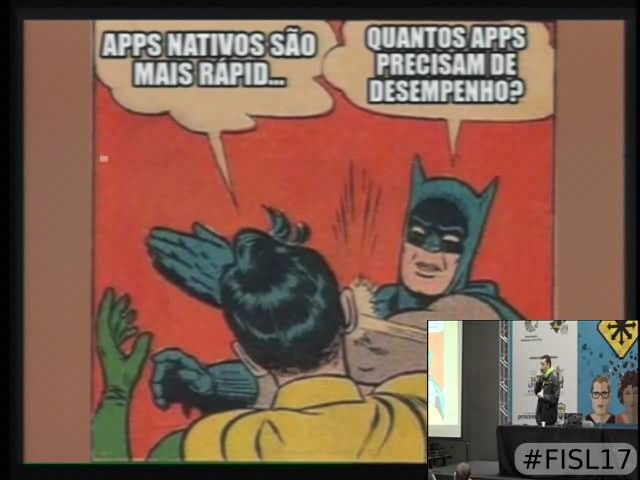 APPS NATIVOS SÃO
MAIS RÁPID...
QUANTOS APPS
PRECISAM DE
DESEMPENHO?
#FISL17